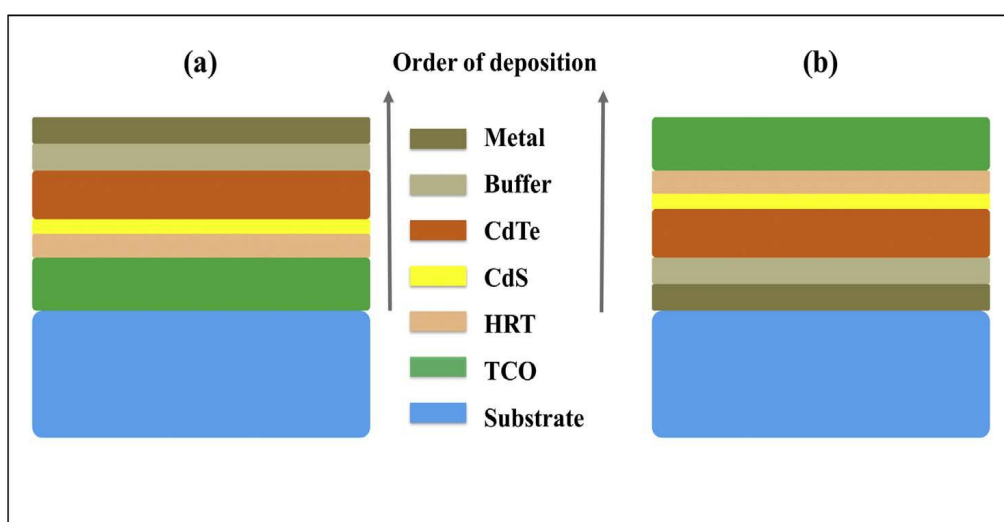 (a)
Order of deposition
(b)
Metal
Buffer
CdTe
CdS
HRT
TCO
Substrate